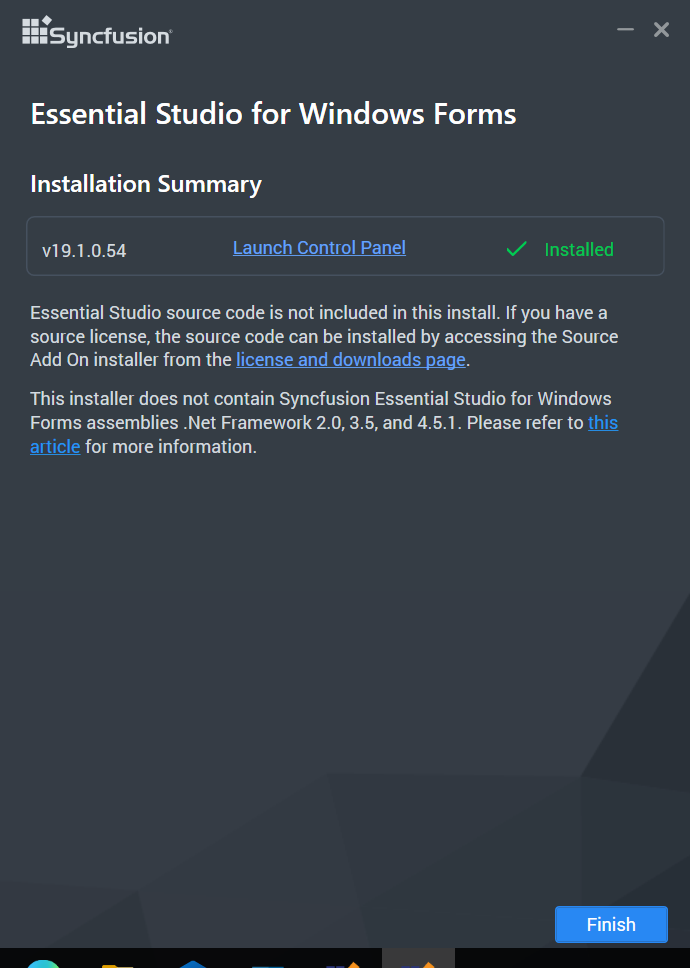 Syncfusion®
Essential Studio for Windows Forms
Installation Summary
v19.1.0.54 Launch Control Panel Installed
Essential Studio source code is not included in this install. If you have a
source license, the source code can be installed by accessing the Source
Add On installer from the license and downloads page.
This installer does not contain Syncfusion Essential Studio for Windows
Forms assemblies .Net Framework 2.0, 3.5, and 4.5.1. Please refer to this
article for more information.
Finish